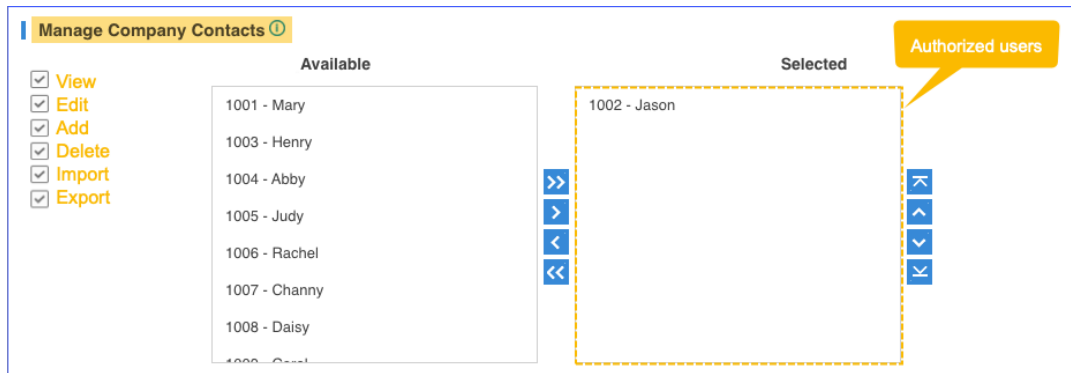 Manage Company Contacts
Authorized users
Available
Selected
View
Edit
Add
Delete
Import
Export
1001 - Mary
1003 - Henry
1004 - Abby
1005 - Judy
1006 - Rachel
1007 - Channy
1008 - Daisy
1002 - Jason